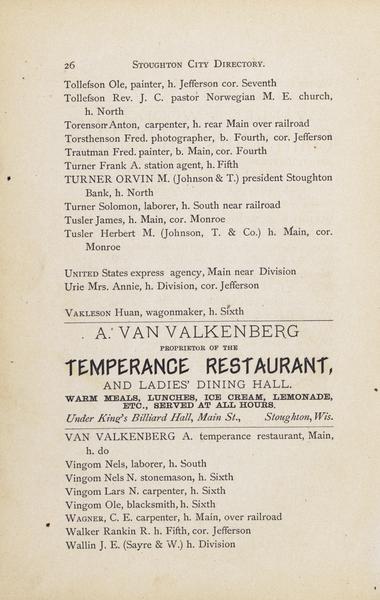 26 STOUGHTON CITY DIRECTORY.
Tollefson Ole, painter, h. Jefferson cor. Seventh
Tollefson Rev. J. C. pastor Norwegian M. E. church,
h. North
Torenson Anton, carpenter, h. rear Main over railroad
Torsthenson Fred. photographer, b. Fourth, cor. Jefferson
Trautman Fred. painter, b. Main, cor. Fourth
Turner Frank A. station agent, h. Fifth
TURNER ORVIN M. (Johnson & T.) president Stoughton
Bank, h. North
Turner Solomon, laborer, h. South near railroad
Tusler James, h. Main, cor. Monroe
Tusler Herbert M. (Johnson, T. & Co.) h. Main, cor.
Monroe
UNITED States express agency, Main near Division
Urie Mrs. Annie, h. Division, cor. Jefferson
VAKLESON Huan, wagonmaker, h. Sixth
A. VAN VALKENBERG
PROPRIETOR OF THE
TEMPERANCE RESTAURANT,
AND LADIES' DINING HALL.
WARM MEALS, LUNCHES, ICE CREAM, LEMONADE,
ETC., SERVED AT ALL HOURS.
Under King's Billiard Hall, Main St., Stoughton, Wis.
VAN VALKENBERG A. temperance restaurant, Main,
h. do
Vingom Nels, laborer, h. South
Vingom Nels N. stonemason, h. Sixth
Vingom Lars N. carpenter, h. Sixth
Vingom Ole, blacksmith, h. Sixth
WAGNER, C. E. carpenter, h. Main, over railroad
Walker Rankin R. h. Fifth, cor. Jefferson
Wallin J. E. (Sayre & W.) h. Division